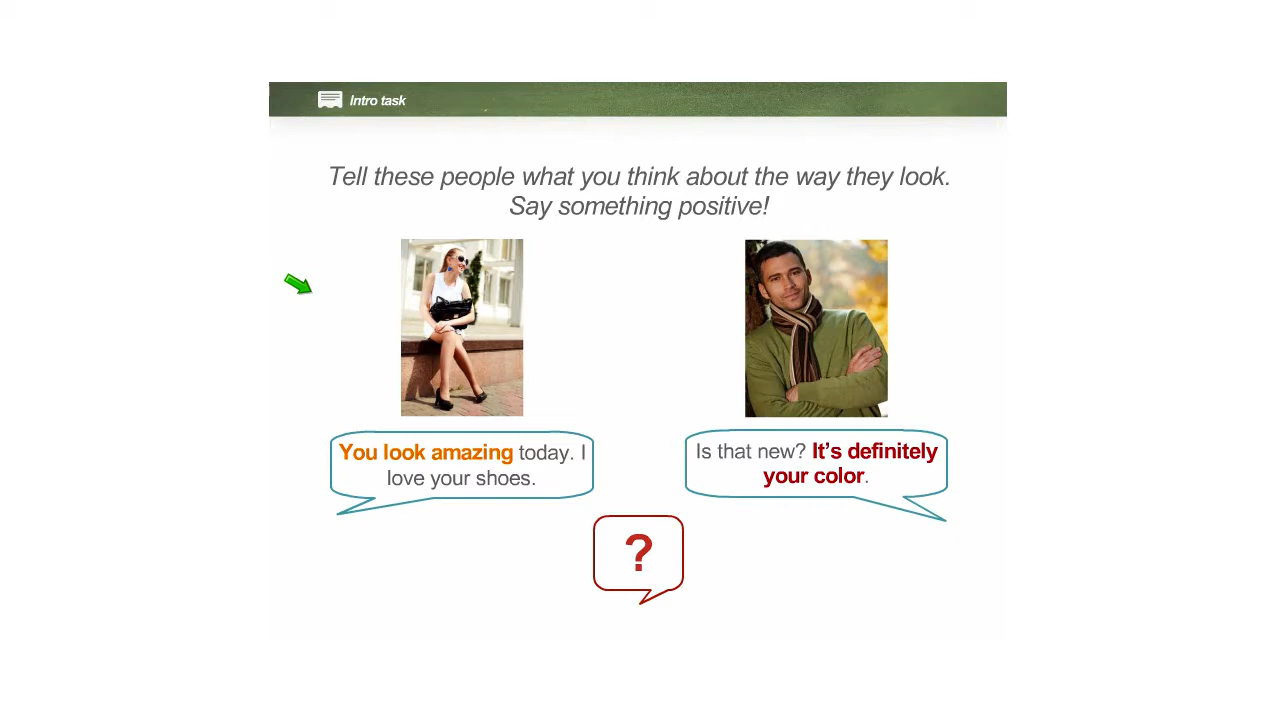 Intro task
Tell these people what you think about the way they look.
Say something positive!
You look amazing today. I
love your shoes.
Is that new? It's definitely
your color.
?